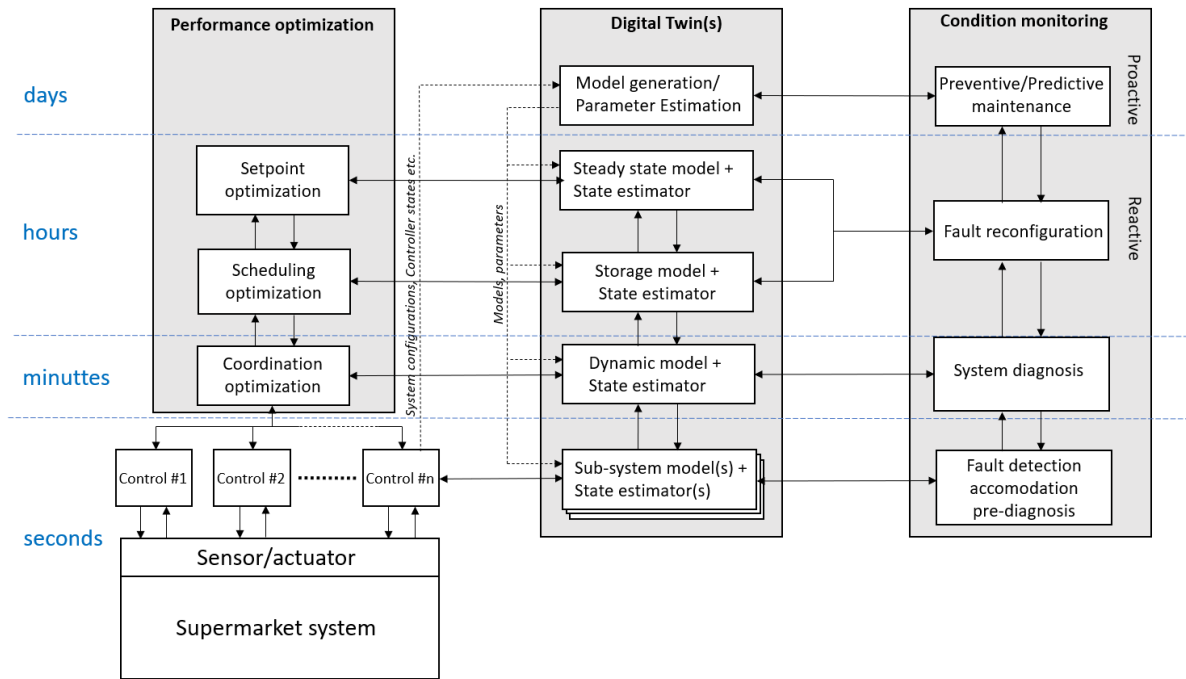 Performance optimization
Digital Twin(s)
Condition monitoring
days
Model generation/
Parameter Estimation
Preventive/Predictive
maintenance
Proactive
hours
Setpoint
optimization
Steady state model +
State estimator
Fault reconfiguration
Reactive
Scheduling
optimization
Storage model +
State estimator
System configurations, Controller states etc.
Models, parameters
minuttes
Coordination
optimization
Dynamic model +
State estimator
System diagnosis
seconds
Control #1
Control #2
Control #n
Sub-system model(s) +
State estimator(s)
Fault detection
accomodation
pre-diagnosis
Sensor/actuator
Supermarket system